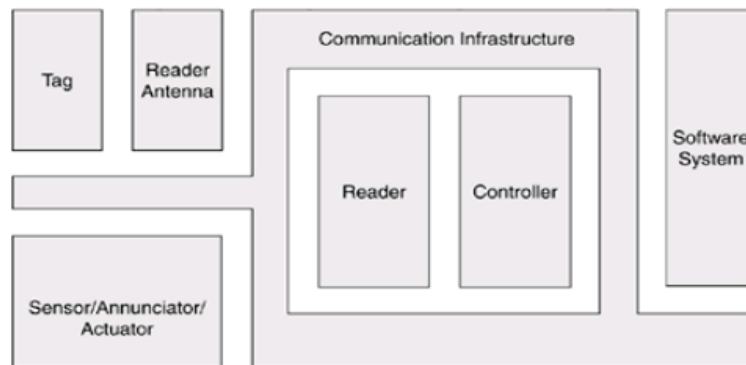 Communication Infrastructure
Tag
Reader
Antenna
Software
System
Reader
Controller
Sensor/Annunciator/
Actuator